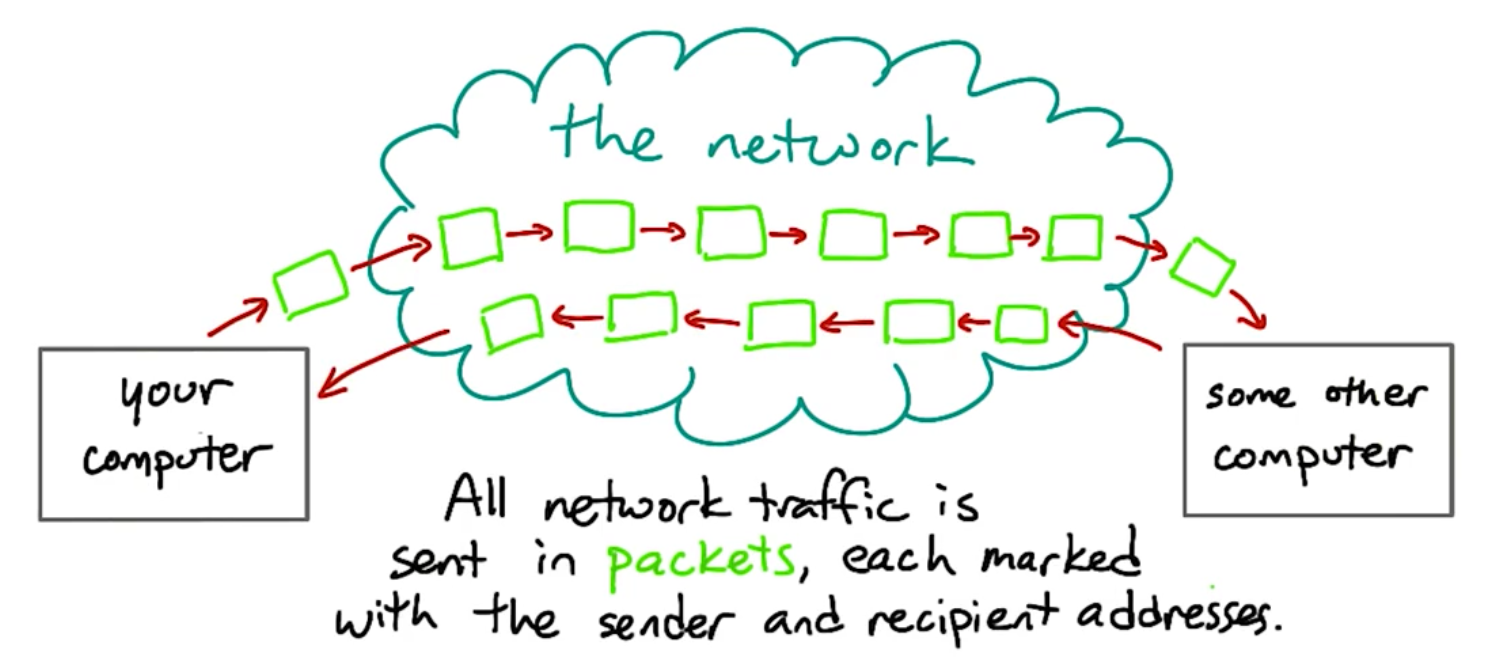 the network
your
computer
some other
computer
All network traffic is
sent in packets, each marked
with the sender and recipient addresses.